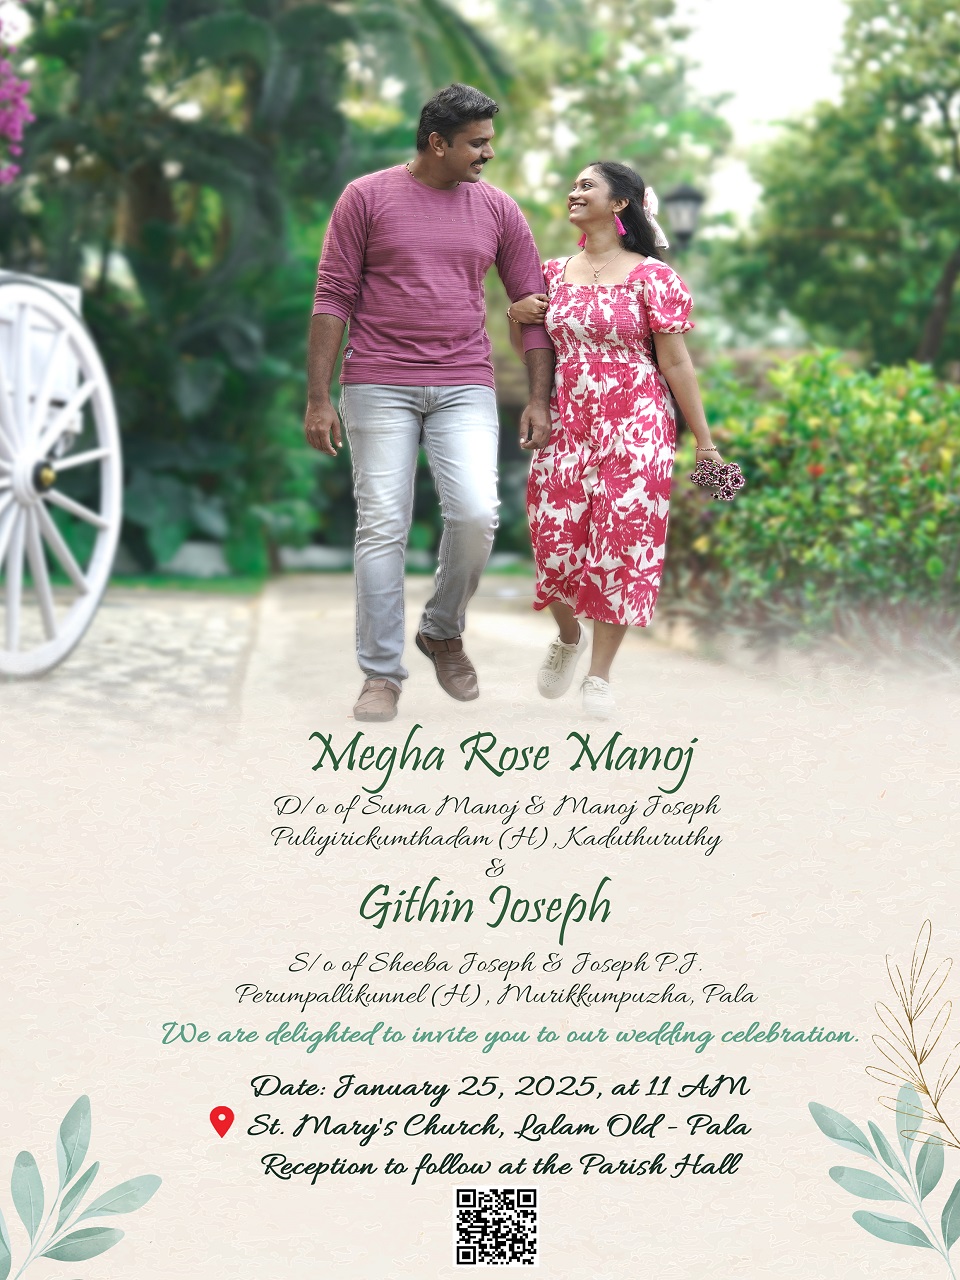 Megha Rose Manoj
D/o of Suma Manoj & Manoj Joseph
Puliyirickumthadam (H), Kaduthuruthy
&
Githin Joseph
S/o of Sheeba Joseph & Joseph P.J.
Perumpallikunnel (H), Murikkumpuzha, Pala
We are delighted to invite you to our wedding celebration.
Date: January 25, 2025, at 11 AM
St. Mary's Church, Lalam Old - Pala
Reception to follow at the Parish Hall